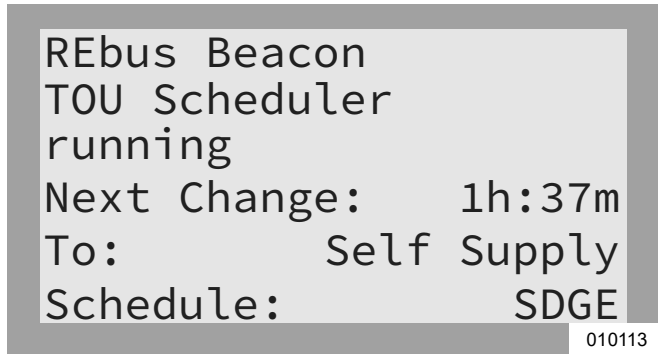 REbus Beacon
TOU Scheduler
running
Next Change: 1h:37m
To: Self Supply
Schedule: SDGE
010113